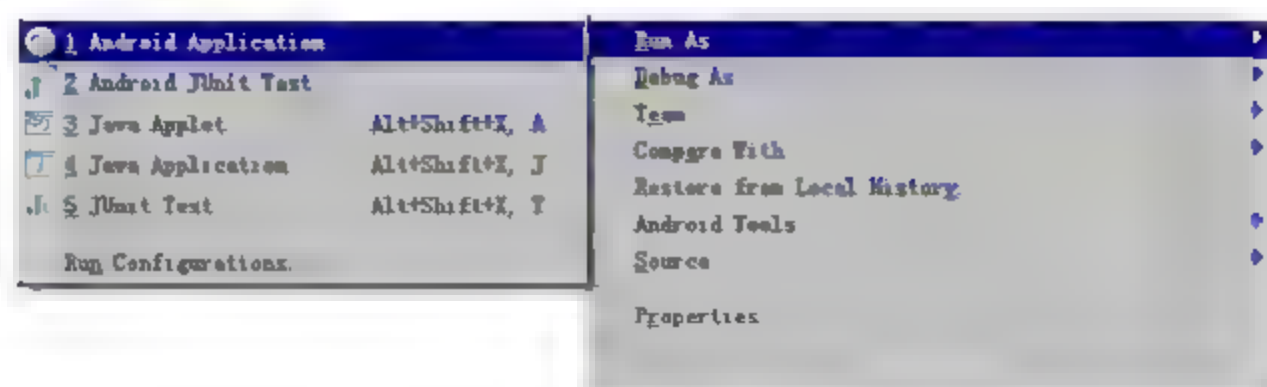 1 Android Application
2 Android JUnit Test
3 Java Applet Alt+Shift+X, A
4 Java Application Alt+Shift+X, J
5 JUnit Test Alt+Shift+X, T
Run Configurations.
Run As
Debug As
Team
Compare With
Restore from Local History
Android Tools
Source
Properties